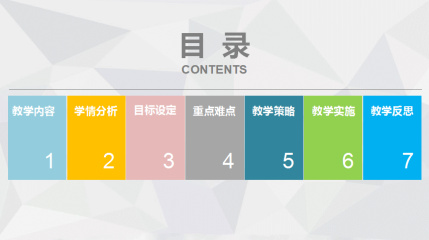 目 录
CONTENTS
教学内容
1
学情分析
2
目标设定
3
重点难点
4
教学策略
5
教学实施
6
教学反思
7